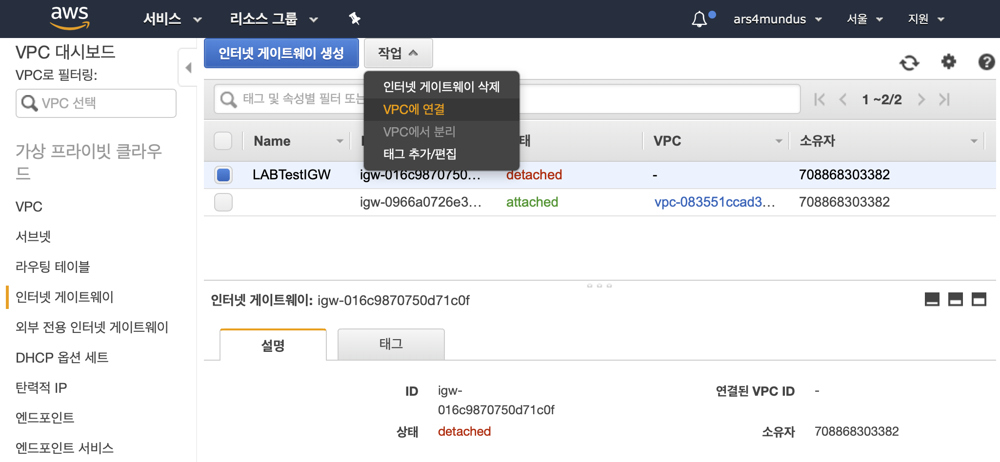 aws 서비스 리소스 그룹 ars4mundus 서울 지원
VPC 대시보드
VPC로 필터링:
VPC 선택
가상 프라이빗 클라우
드
VPC
서브넷
라우팅 테이블
인터넷 게이트웨이
외부 전용 인터넷 게이트웨이
DHCP 옵션 세트
탄력적 IP
엔드포인트
엔드포인트 서비스
인터넷 게이트웨이 생성 작업
인터넷 게이트웨이 삭제
VPC에 연결
VPC에서 분리
태그 추가/편집
태그 및 속성별 필터 또는 1 ~2/2
Name 태 VPC 소유자
LABTestIGW igw-016c9870750... detached - 708868303382
igw-0966a0726e3... attached vpc-083551ccad3... 708868303382
인터넷 게이트웨이: igw-016c9870750d71c0f
설명 태그
ID igw-
016c9870750d71c0f
연결된 VPC ID -
상태 detached
소유자 708868303382